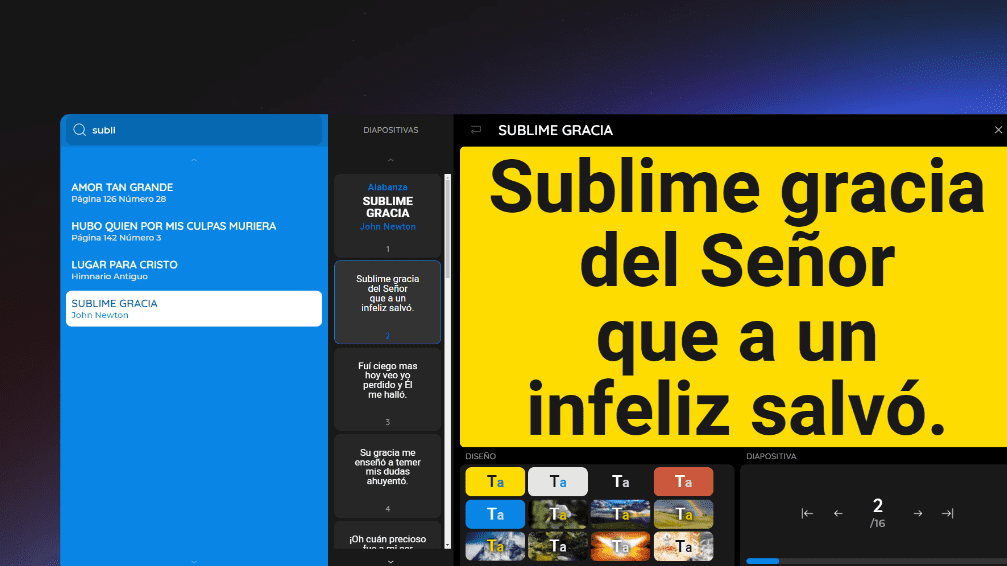 subli
AMOR TAN GRANDE
Página 126 Número 28
HUBO QUIEN POR MIS CULPAS MURIERA
Página 142 Número 3
LUGAR PARA CRISTO
Himnario Antiguo
SUBLIME GRACIA
John Newton
DIAPOSITIVAS
Alabanza
SUBLIME
GRACIA
John Newton
1
Sublime gracia
del Señor
que a un
infeliz salvó.
2
Fuí ciego mas
hoy veo yo
perdido y Él
me halló.
3
Su gracia me
enseñó a temer
mis dudas
ahuyentó.
4
¡Oh cuán precioso
fue a mi ser
SUBLIME GRACIA
Sublime gracia
del Señor
que a un
infeliz salvó.
DISEÑO
Ta Ta Ta Ta
Ta Ta Ta Ta
Ta Ta Ta Ta
DIAPOSITIVA
2
/16